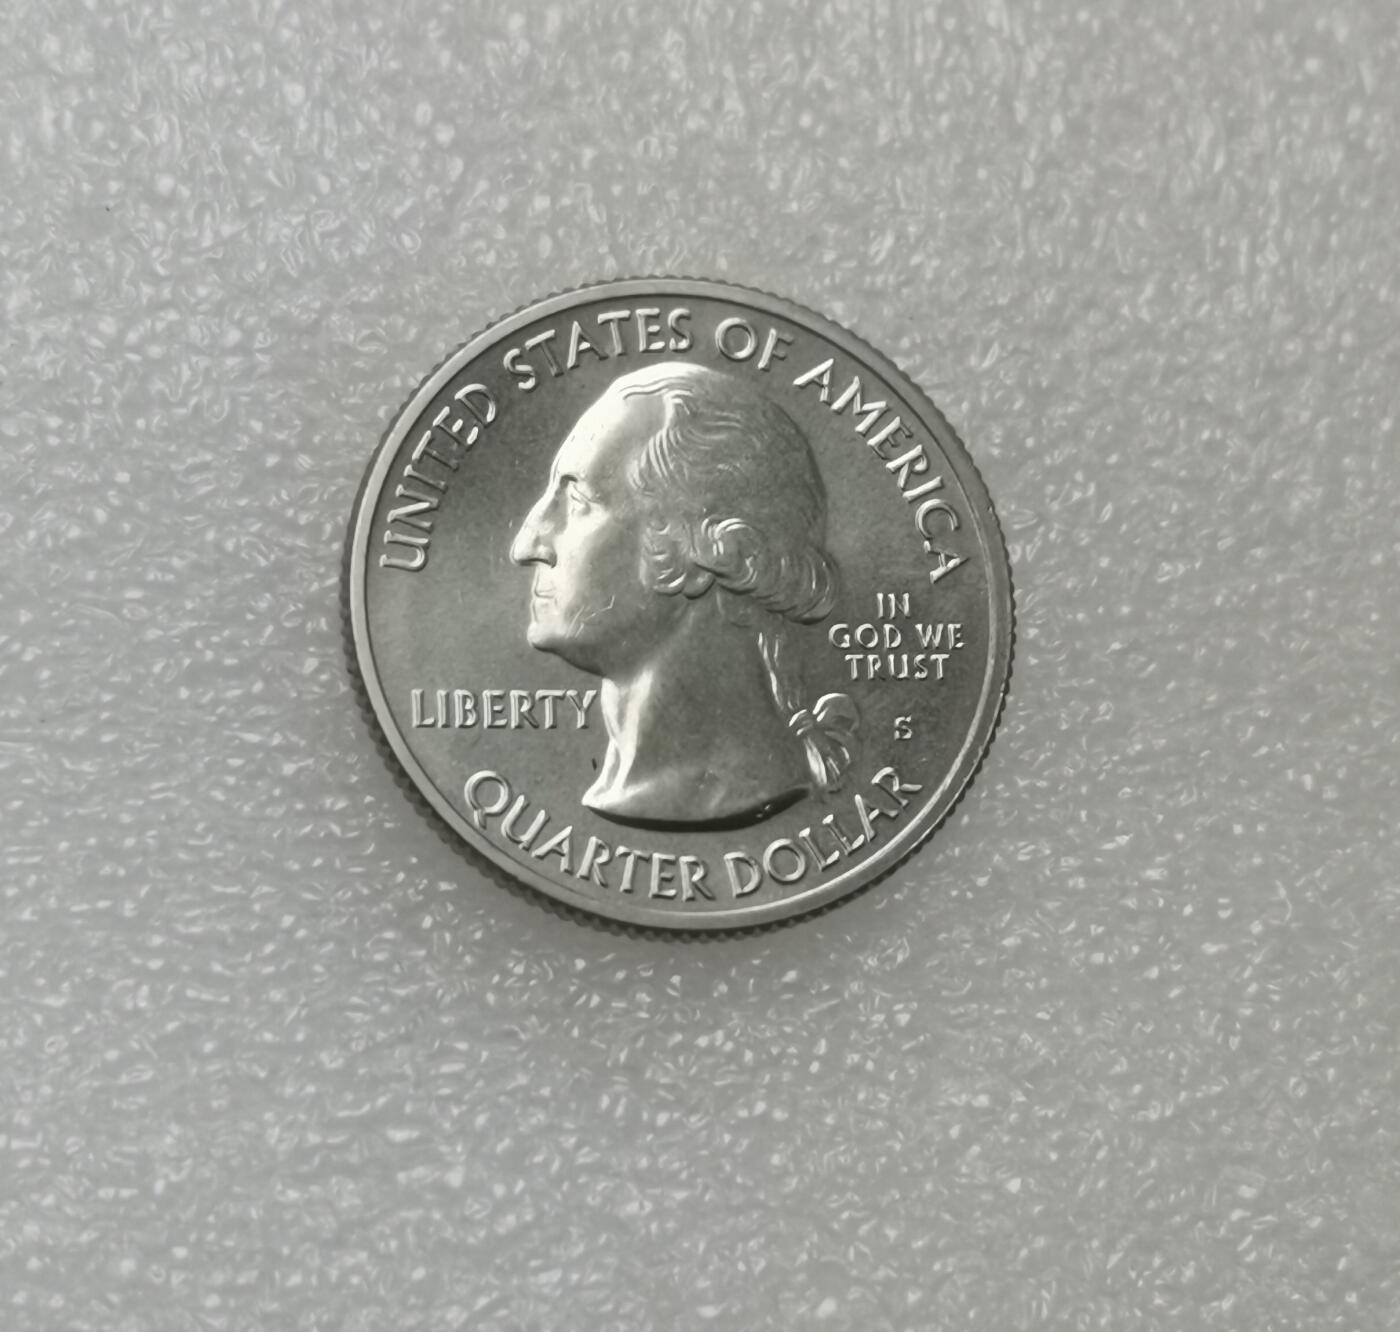 UNITED STATES OF AMERICA
IN
GOD WE
TRUST
LIBERTY
S
QUARTER DOLLAR